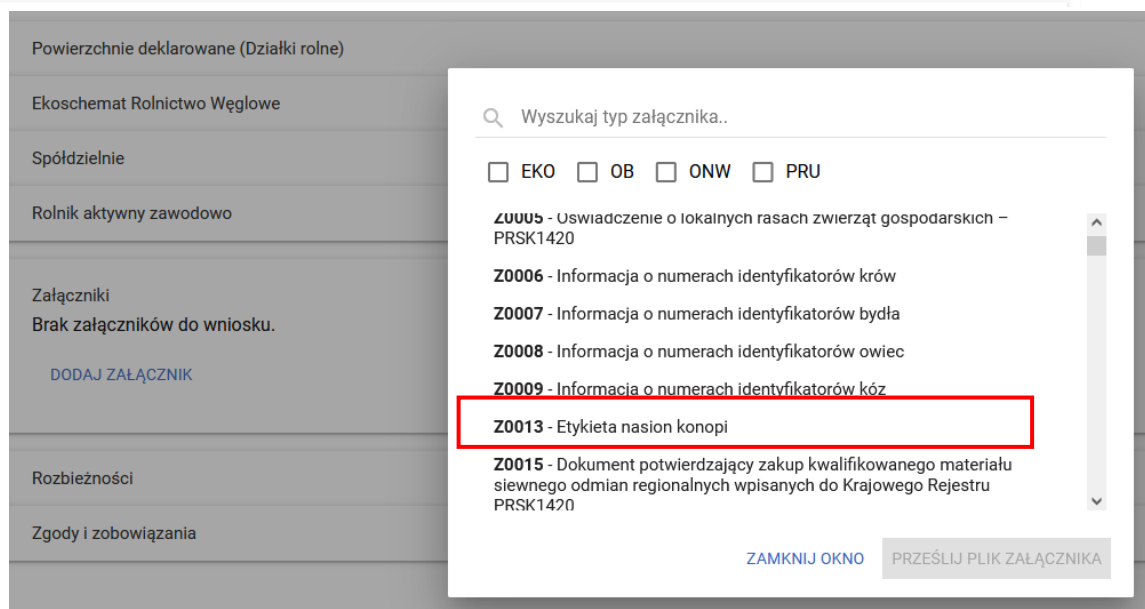 Powierzchnie deklarowane (Działki rolne)
Ekoschemat Rolnictwo Węglowe
Spółdzielnie
Rolnik aktywny zawodowo
Załączniki
Brak załączników do wniosku.
DODAJ ZAŁĄCZNIK
Rozbieżności
Zgody i zobowiązania
Wyszukaj typ załącznika..
EKO OB ONW PRU
Z0005 - Oświadczenie o lokalnych rasach zwierząt gospodarskich –
PRSK1420
Z0006 - Informacja o numerach identyfikatorów krów
Z0007 - Informacja o numerach identyfikatorów bydła
Z0008 - Informacja o numerach identyfikatorów owiec
Z0009 - Informacja o numerach identyfikatorów kóz
Z0013 - Etykieta nasion konopi
Z0015 - Dokument potwierdzający zakup kwalifikowanego materiału
siewnego odmian regionalnych wpisanych do Krajowego Rejestru
PRSK1420
ZAMKNIJ OKNO
PRZEŚLIJ PLIK ZAŁĄCZNIKA